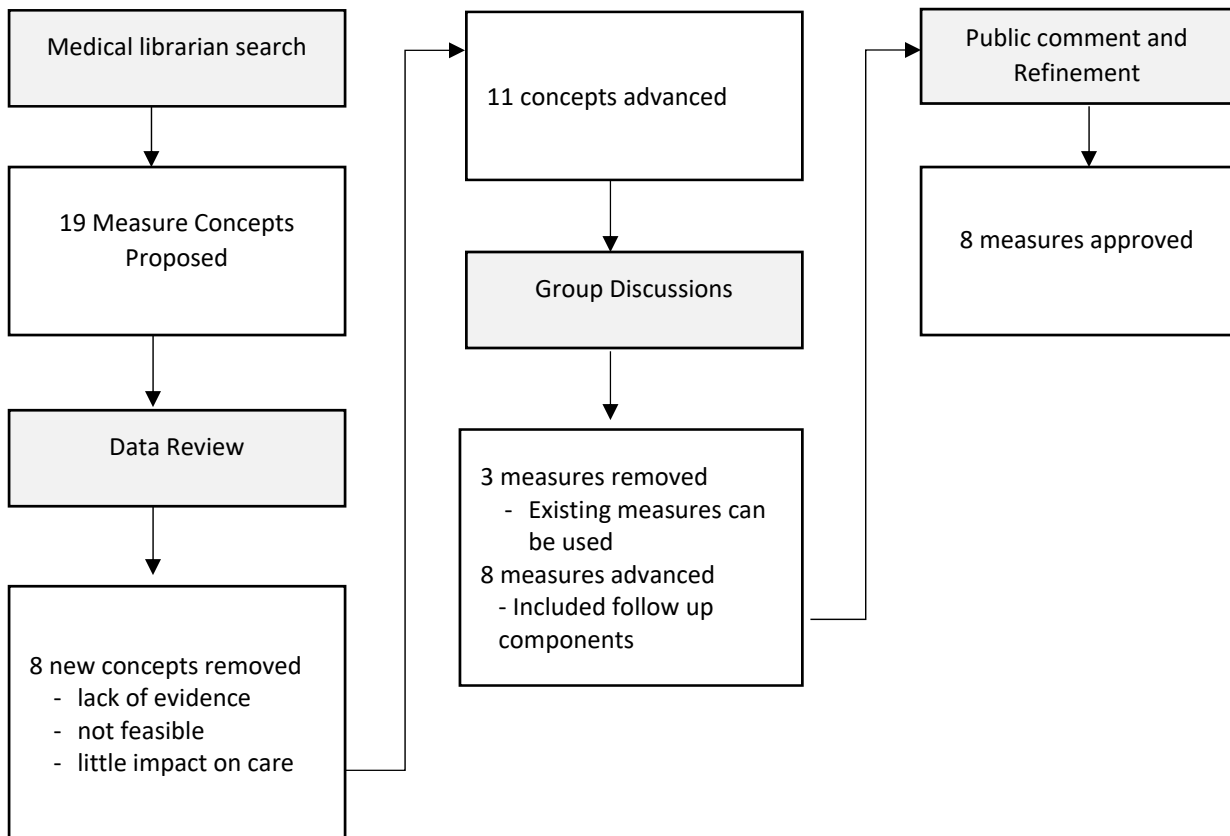 Medical librarian search
19 Measure Concepts
Proposed
Data Review
8 new concepts removed
- lack of evidence
- not feasible
- little impact on care
11 concepts advanced
Group Discussions
3 measures removed
- Existing measures can
be used
8 measures advanced
- Included follow up
components
Public comment and
Refinement
8 measures approved